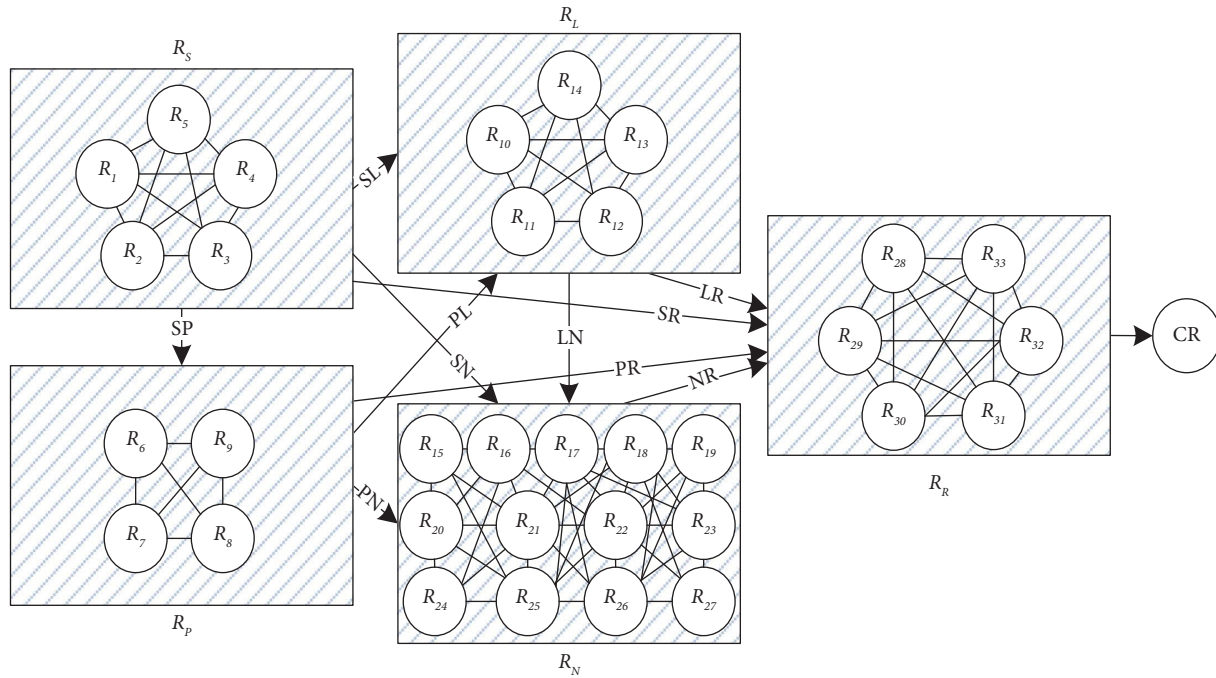 R_S
R_5
R_1
R_4
R_2
R_3
SP
R_6
R_9
R_7
R_8
R_P
SL
SN
SR
PL
PR
PN
R_L
R_14
R_10
R_13
R_11
R_12
LN
LR
NR
R_15 R_16 R_17 R_18 R_19
R_20 R_21 R_22 R_23
R_24 R_25 R_26 R_27
R_N
R_28 R_33
R_29 R_32
R_30 R_31
R_R
CR